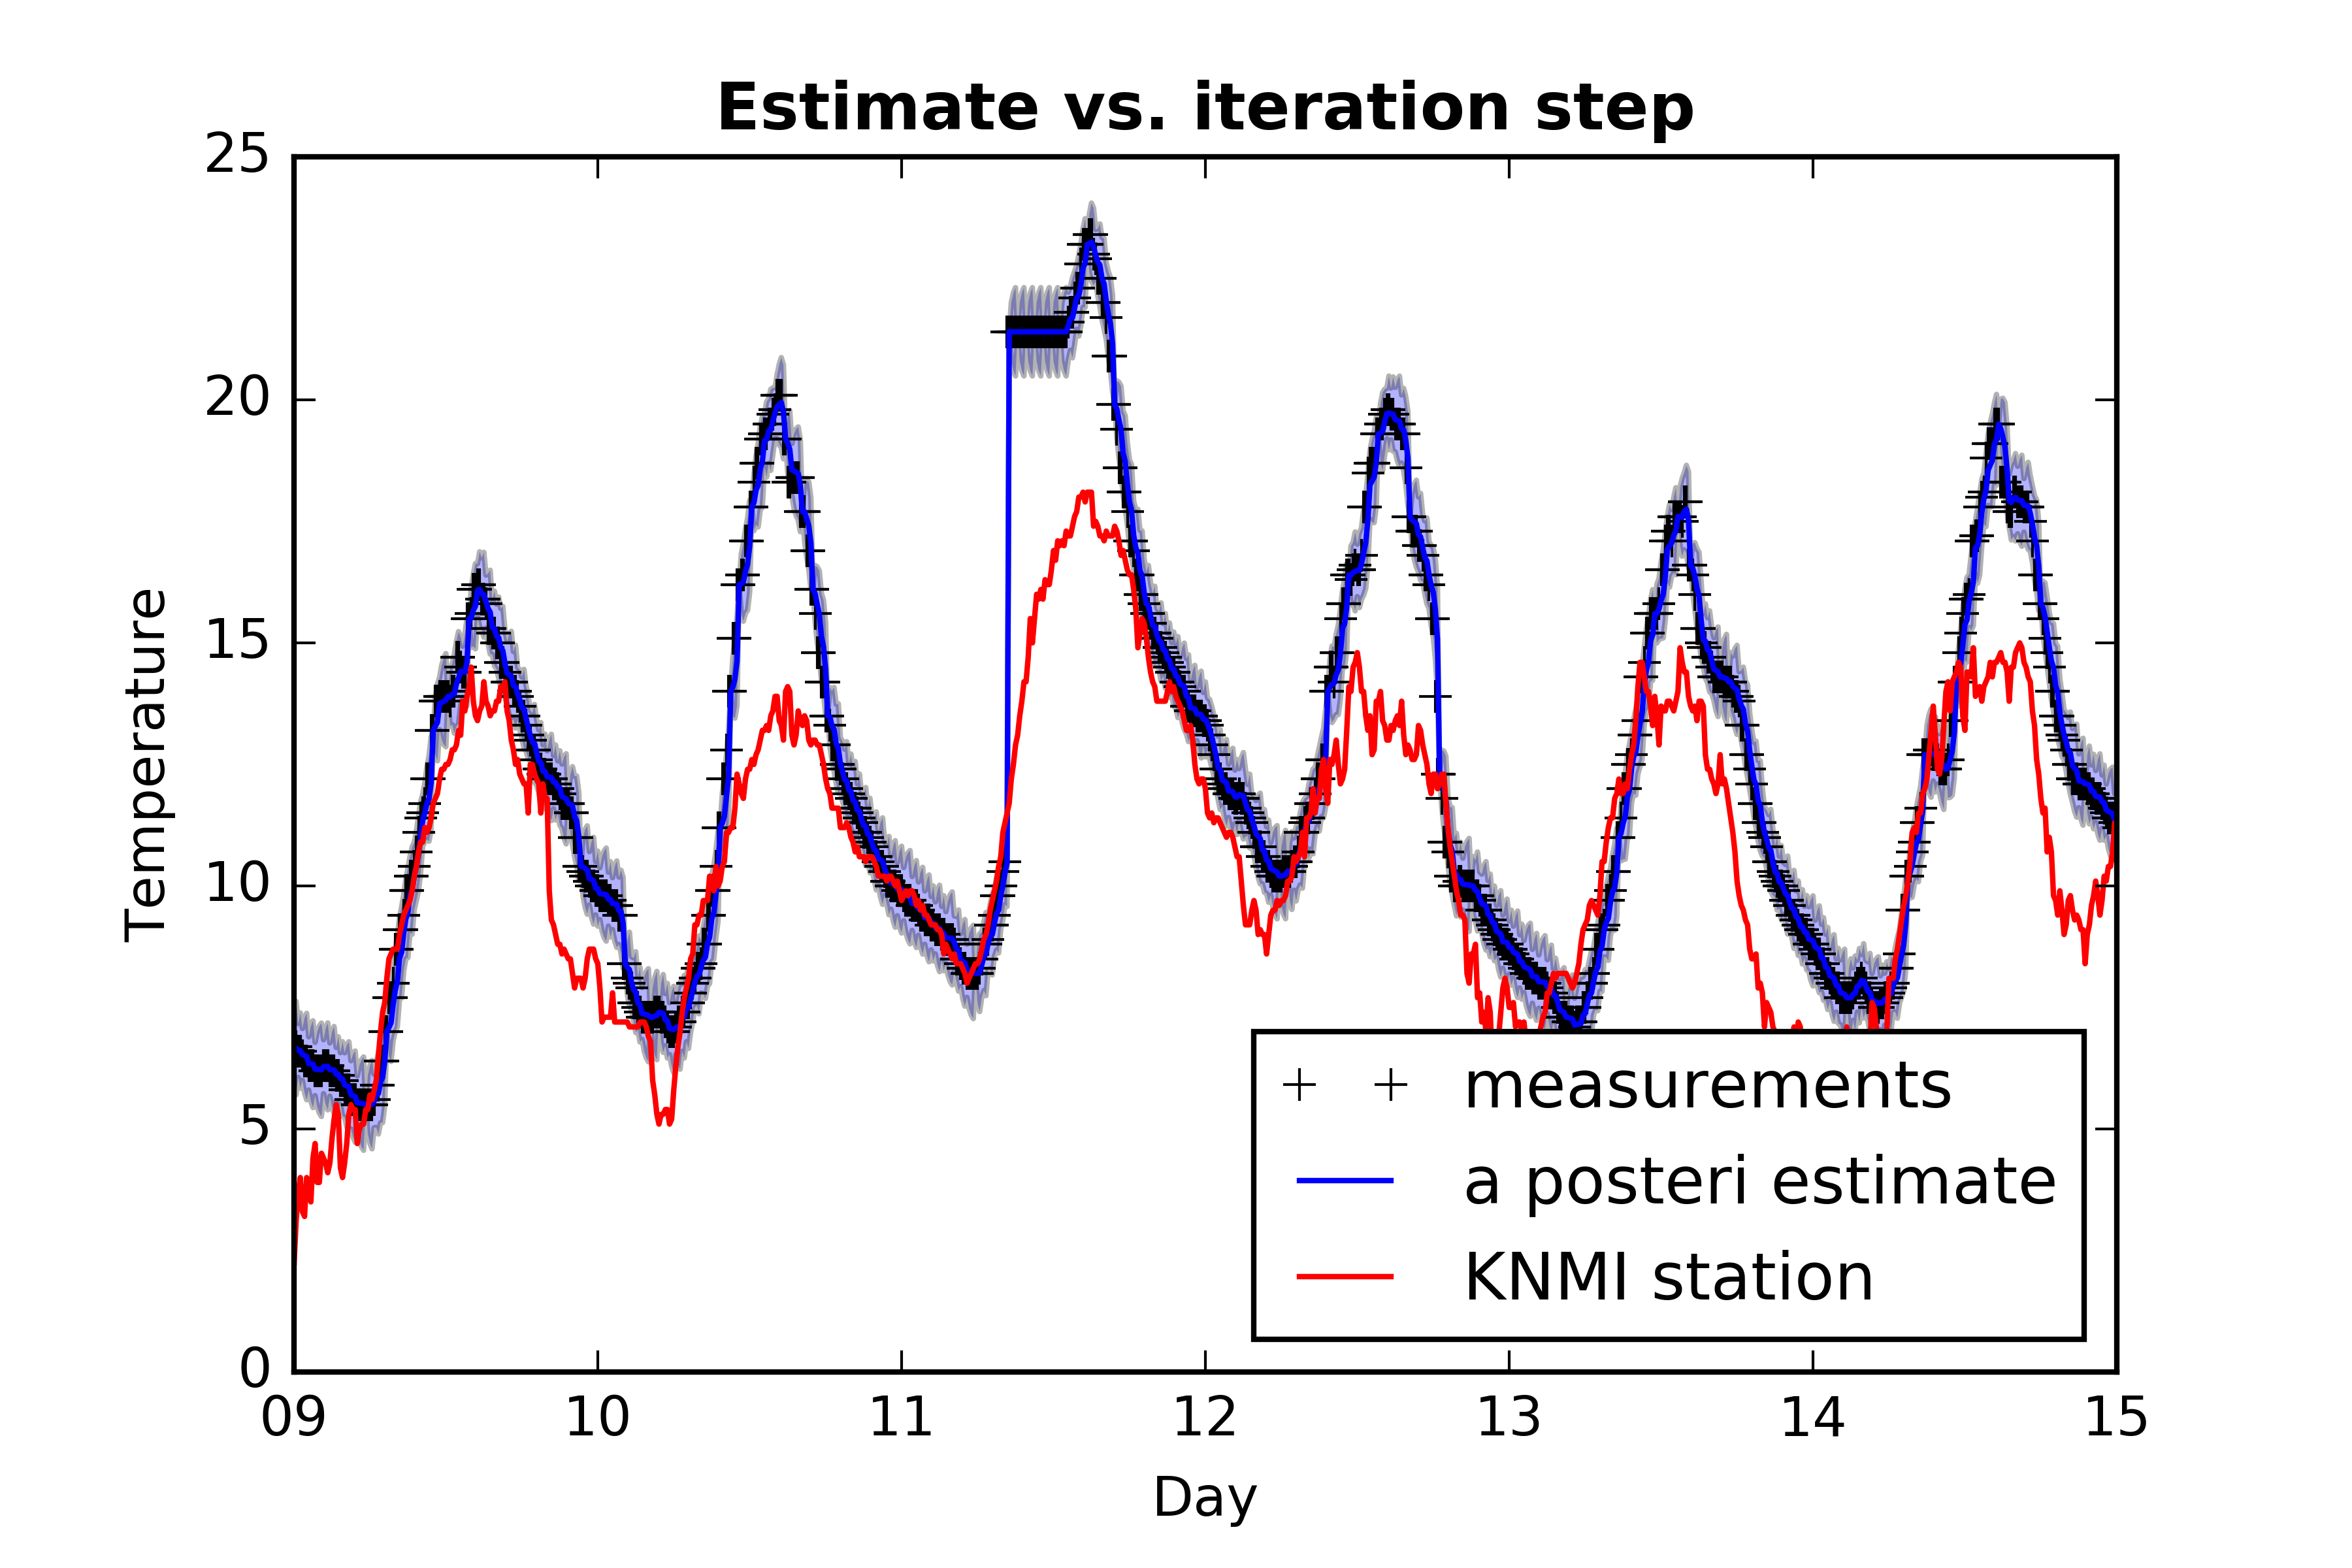 Estimate vs. iteration step
25
20
15
10
5
0
Temperature
09 10 11 12 13 14 15
Day
measurements
a posteri estimate
KNMI station